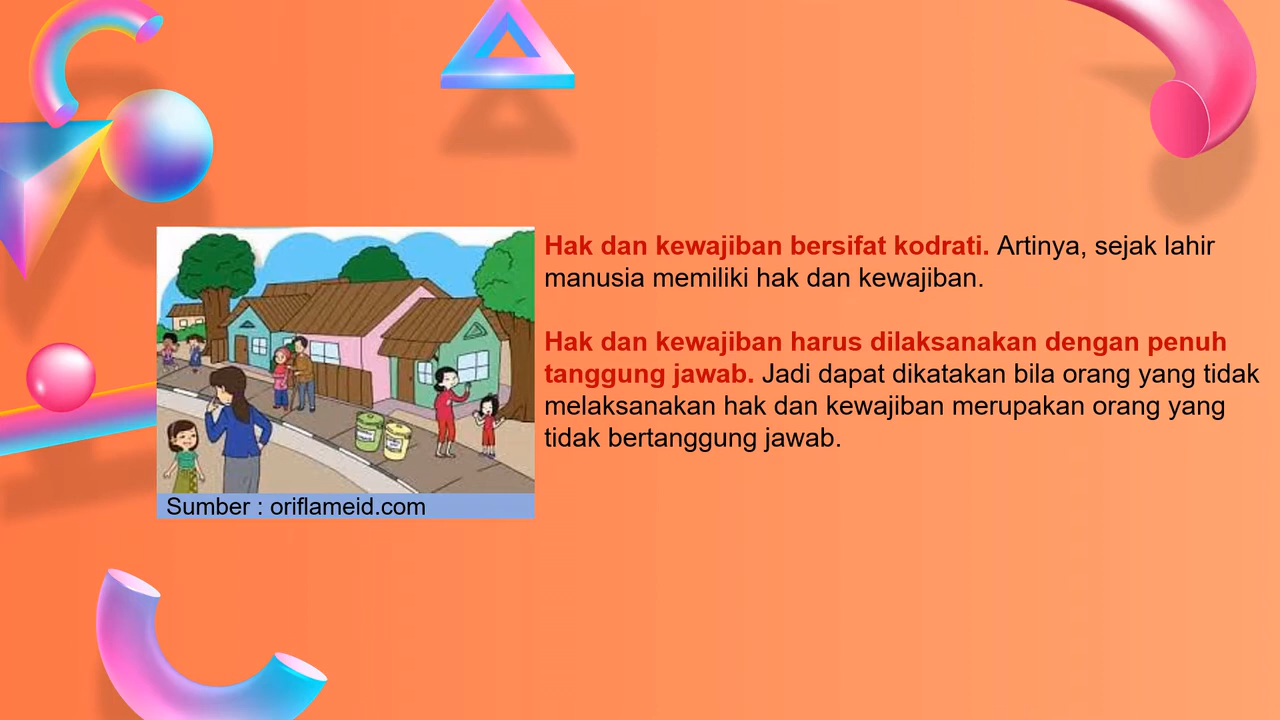 Hak dan kewajiban bersifat kodrati. Artinya, sejak lahir
manusia memiliki hak dan kewajiban.
Hak dan kewajiban harus dilaksanakan dengan penuh
tanggung jawab. Jadi dapat dikatakan bila orang yang tidak
melaksanakan hak dan kewajiban merupakan orang yang
tidak bertanggung jawab.
Sumber : oriflameid.com